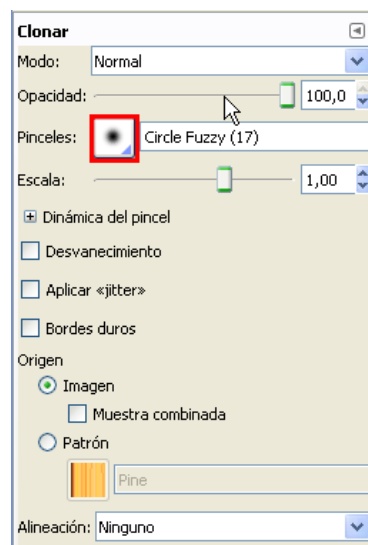 Clonar
Modo: Normal
Opacidad: 100,0
Pinceles: Circle Fuzzy (17)
Escala: 1,00
Dinámica del pincel
Desvanecimiento
Aplicar «jitter»
Bordes duros
Origen
Imagen
Muestra combinada
Patrón
Pine
Alineación: Ninguno